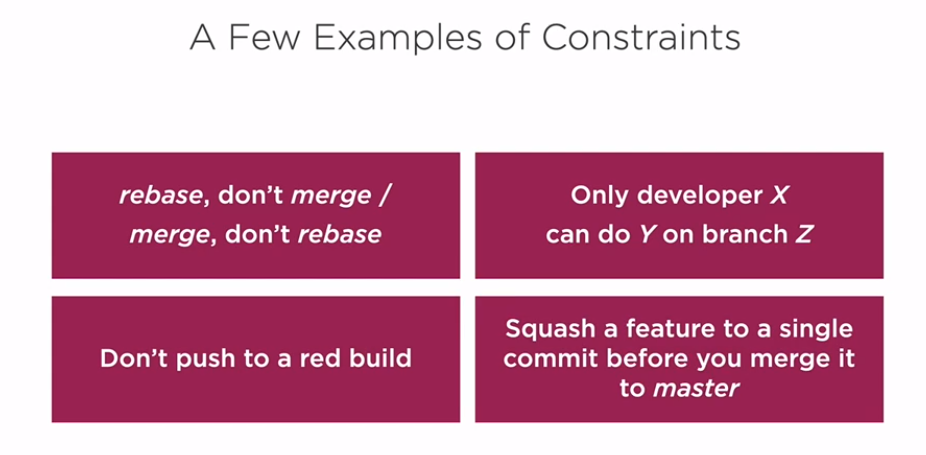 A Few Examples of Constraints
rebase, don't merge /
merge, don't rebase
Only developer X
can do Y on branch Z
Don't push to a red build
Squash a feature to a single
commit before you merge it
to master